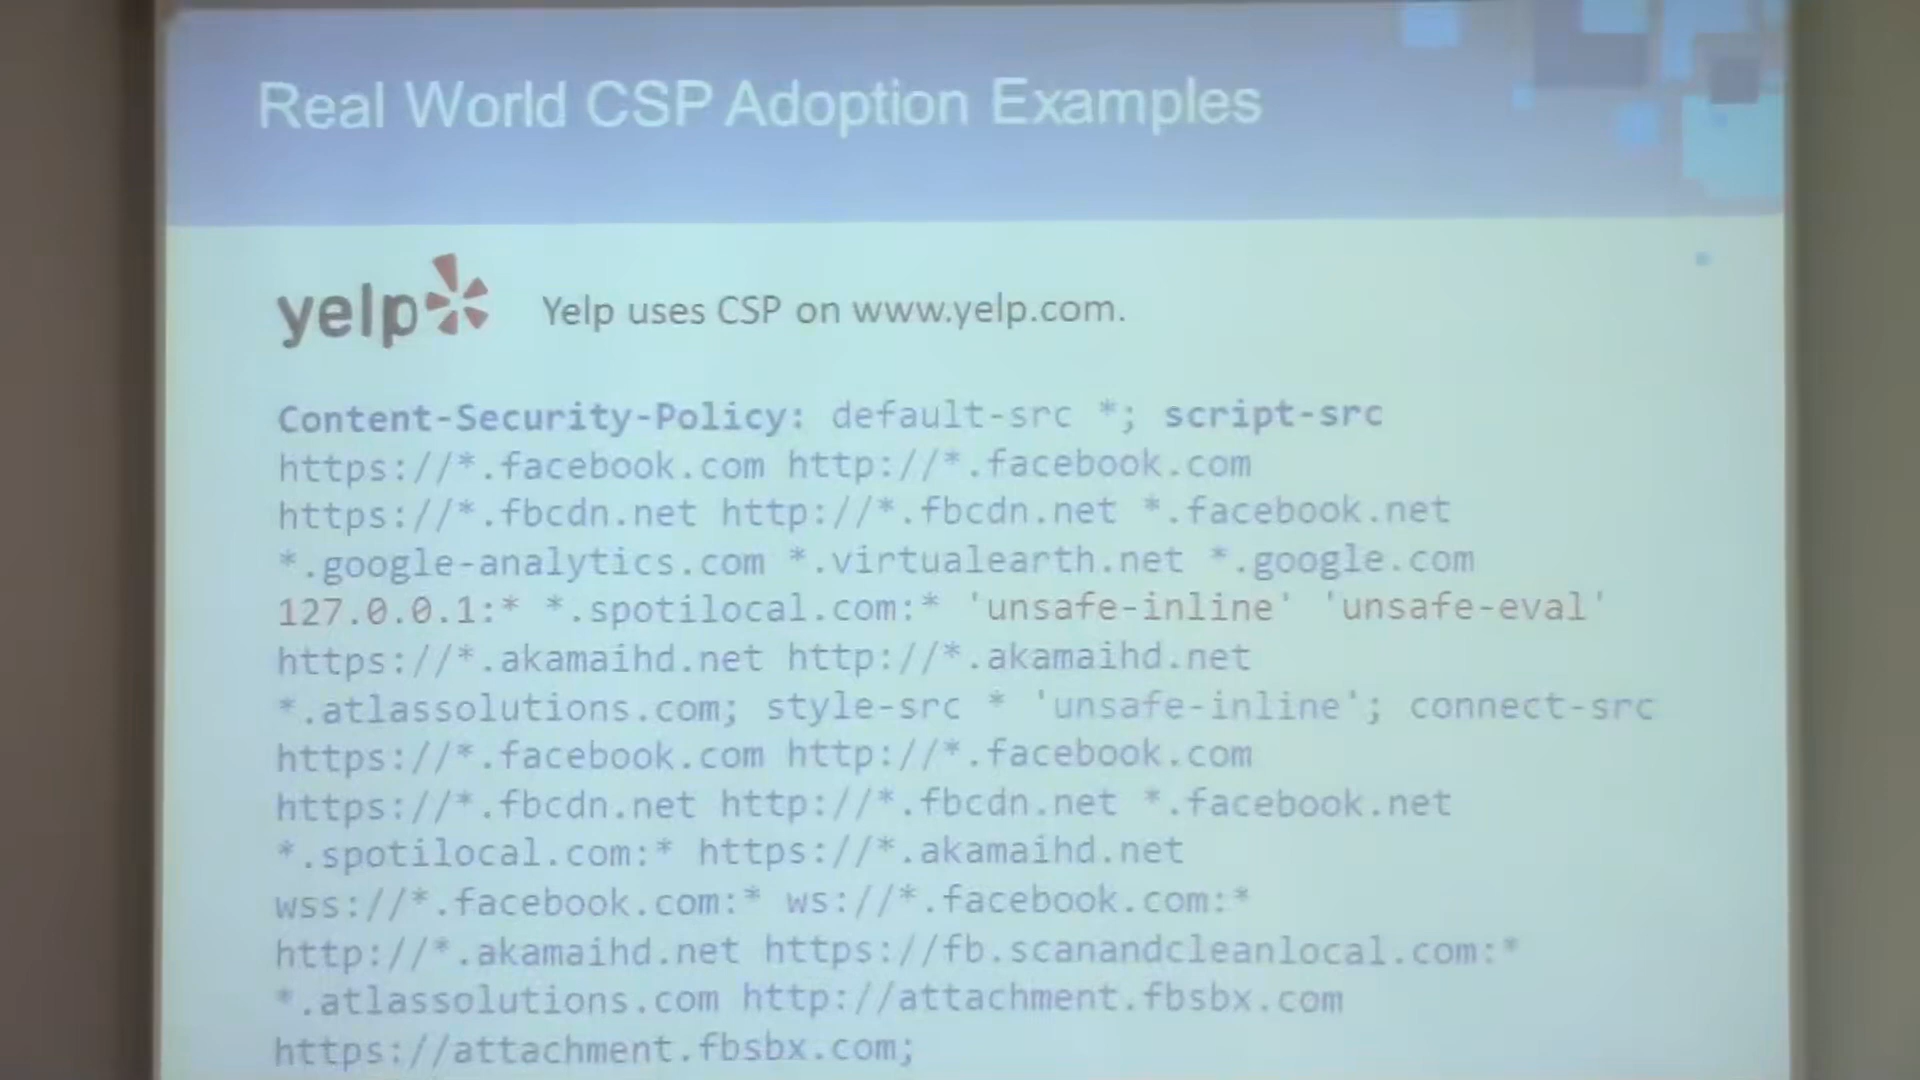 Real World CSP Adoption Examples
yelp
Yelp uses CSP on www.yelp.com.
Content-Security-Policy: default-src *; script-src
https://*.facebook.com http://*.facebook.com
https://*.fbcdn.net http://*.fbcdn.net *.facebook.net
*.google-analytics.com *.virtualearth.net *.google.com
127.0.0.1:* *.spotilocal.com:* 'unsafe-inline' 'unsafe-eval'
https://*.akamaihd.net http://*.akamaihd.net
*.atlassolutions.com; style-src * 'unsafe-inline'; connect-src
https://*.facebook.com http://*.facebook.com
https://*.fbcdn.net http://*.fbcdn.net *.facebook.net
*.spotilocal.com:* https://*.akamaihd.net
wss://*.facebook.com:* ws://*.facebook.com:*
http://*.akamaihd.net https://fb.scanandcleanlocal.com:*
*.atlassolutions.com http://attachment.fbsbx.com
https://attachment.fbsbx.com;